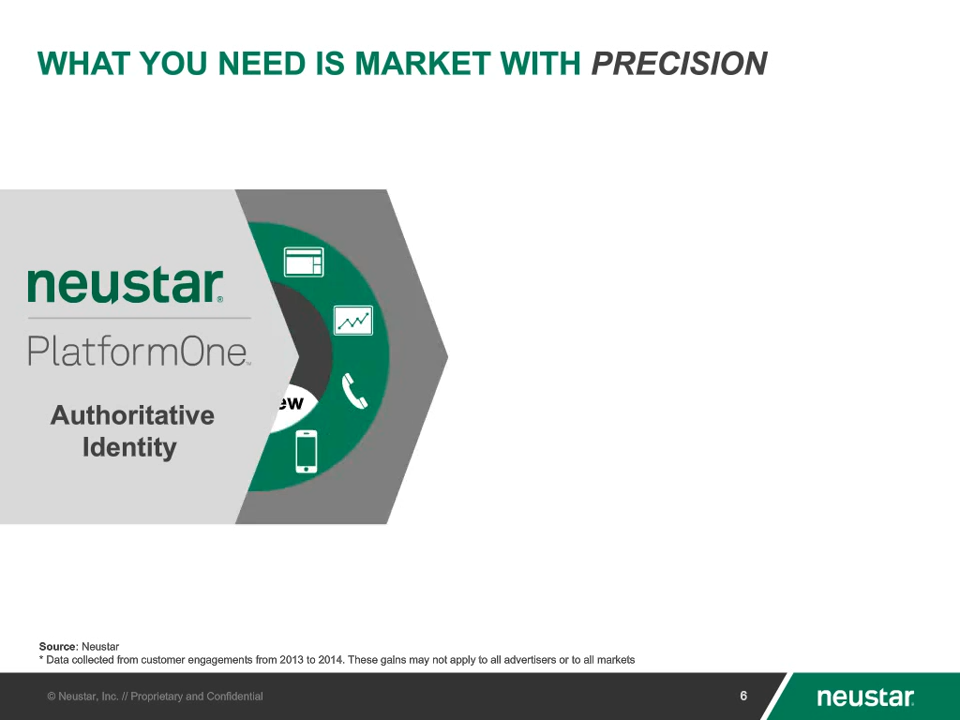 WHAT YOU NEED IS MARKET WITH PRECISION
neustar®
PlatformOne™
Authoritative
Identity
ew
Source: Neustar
* Data collected from customer engagements from 2013 to 2014. These gains may not apply to all advertisers or to all markets
© Neustar, Inc. // Proprietary and Confidential
6
neustar